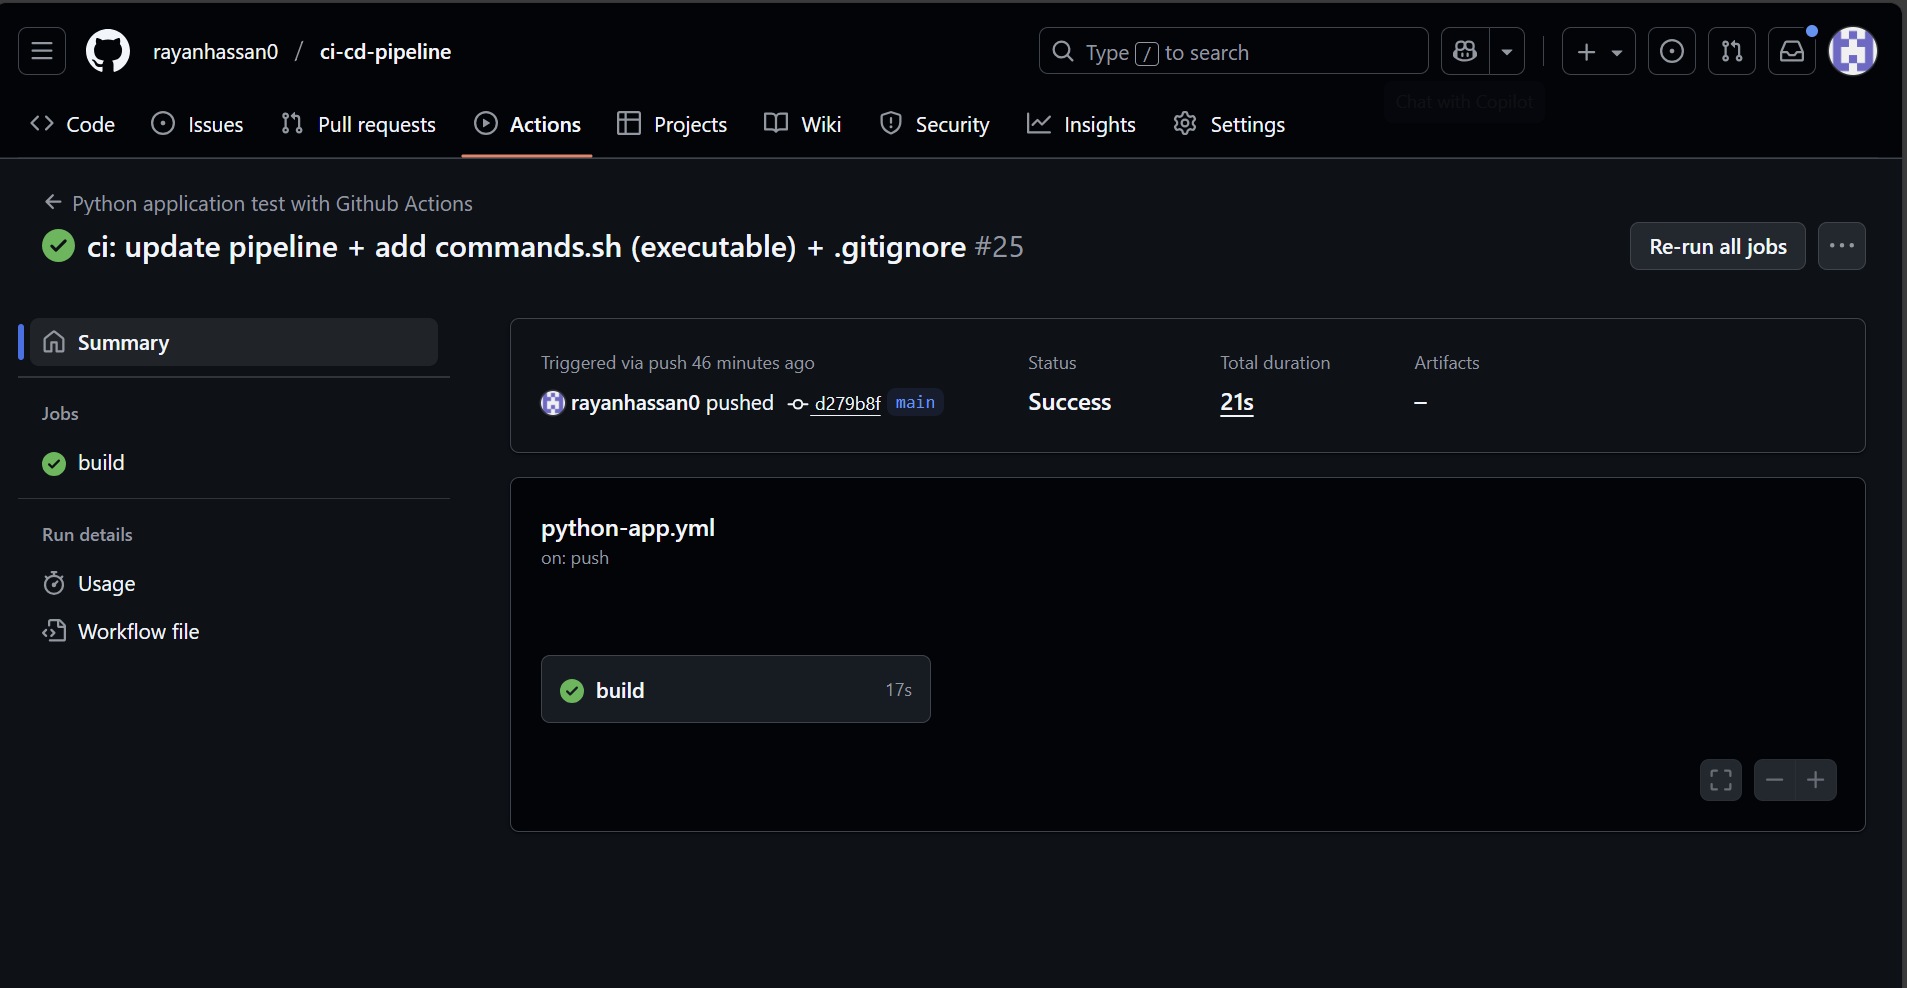 rayanhassan0 / ci-cd-pipeline
Type / to search
Chat with Copilot
Code Issues Pull requests Actions Projects Wiki Security Insights Settings
Python application test with Github Actions
ci: update pipeline + add commands.sh (executable) + .gitignore #25
Re-run all jobs
Summary
Jobs
build
Run details
Usage
Workflow file
Triggered via push 46 minutes ago
rayanhassan0 pushed d279b8f main
Status
Success
Total duration
21s
Artifacts
–
python-app.yml
on: push
build 17s